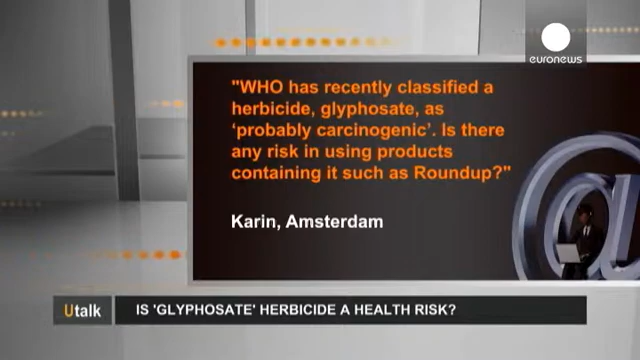 euronews
"WHO has recently classified a
herbicide, glyphosate, as
‘probably carcinogenic’. Is there
any risk in using products
containing it such as Roundup?"
Karin, Amsterdam
Utalk
IS 'GLYPHOSATE' HERBICIDE A HEALTH RISK?